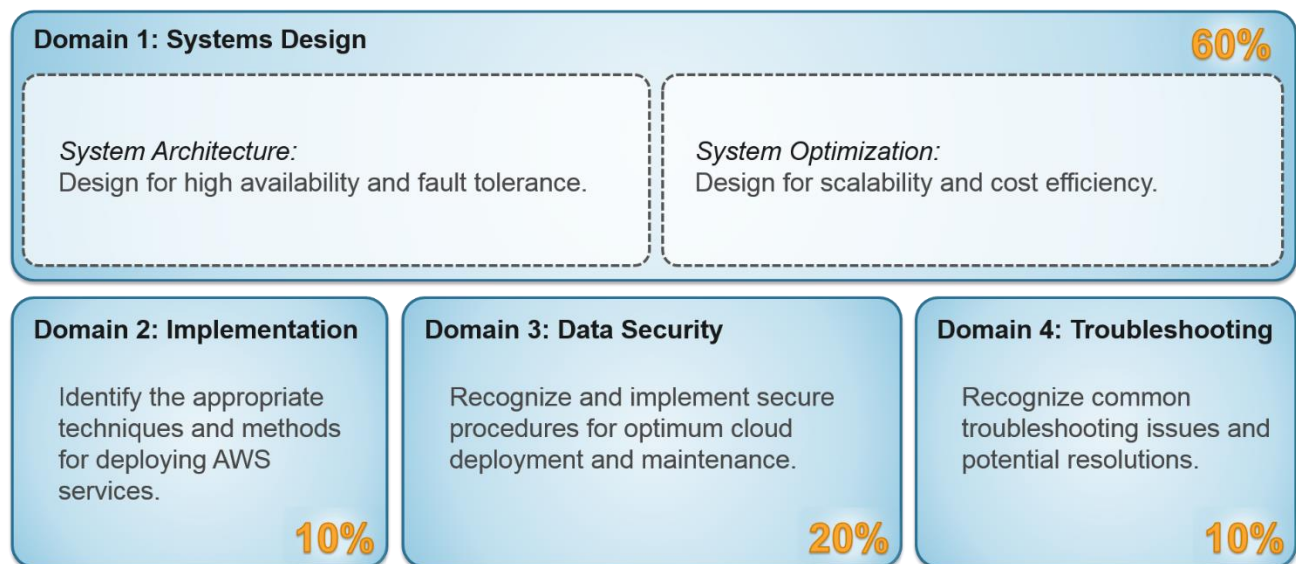 Domain 1: Systems Design
60%
System Architecture:
Design for high availability and fault tolerance.
System Optimization:
Design for scalability and cost efficiency.
Domain 2: Implementation
Identify the appropriate
techniques and methods
for deploying AWS
services.
10%
Domain 3: Data Security
Recognize and implement secure
procedures for optimum cloud
deployment and maintenance.
20%
Domain 4: Troubleshooting
Recognize common
troubleshooting issues and
potential resolutions.
10%